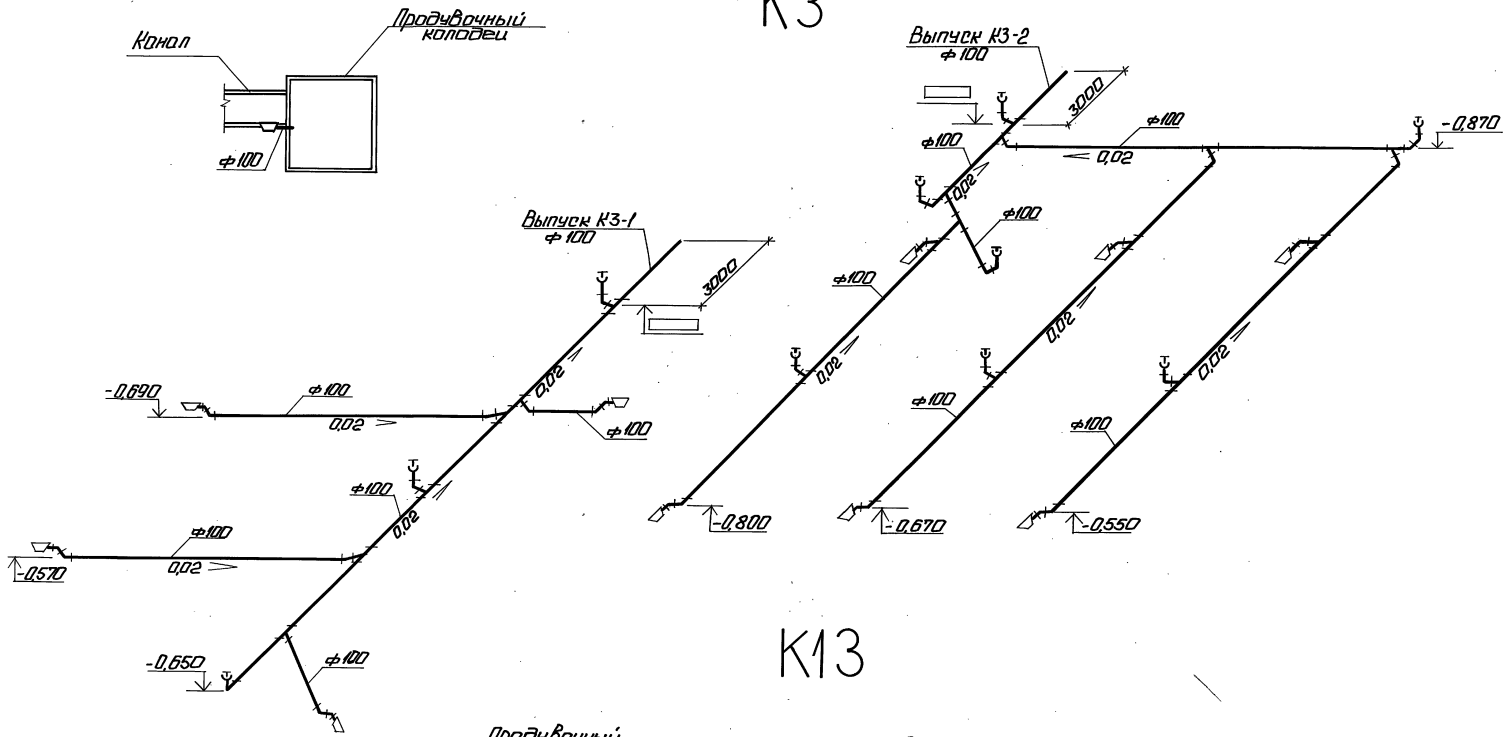 К3
Продувочный
колодец
Канал
ф100
Выпуск К3-2
ф100
3000
ф100
ф100
-0,870
0,02
0,02
ф100
Выпуск К3-1
ф100
3000
ф100
0,02
0,02
0,02
0,02
-0,690
ф100
0,02
ф100
ф100
ф100
ф100
0,02
-0,800
-0,670
-0,550
ф100
0,02
-0,570
-0,650
ф100
К13
Продувочный